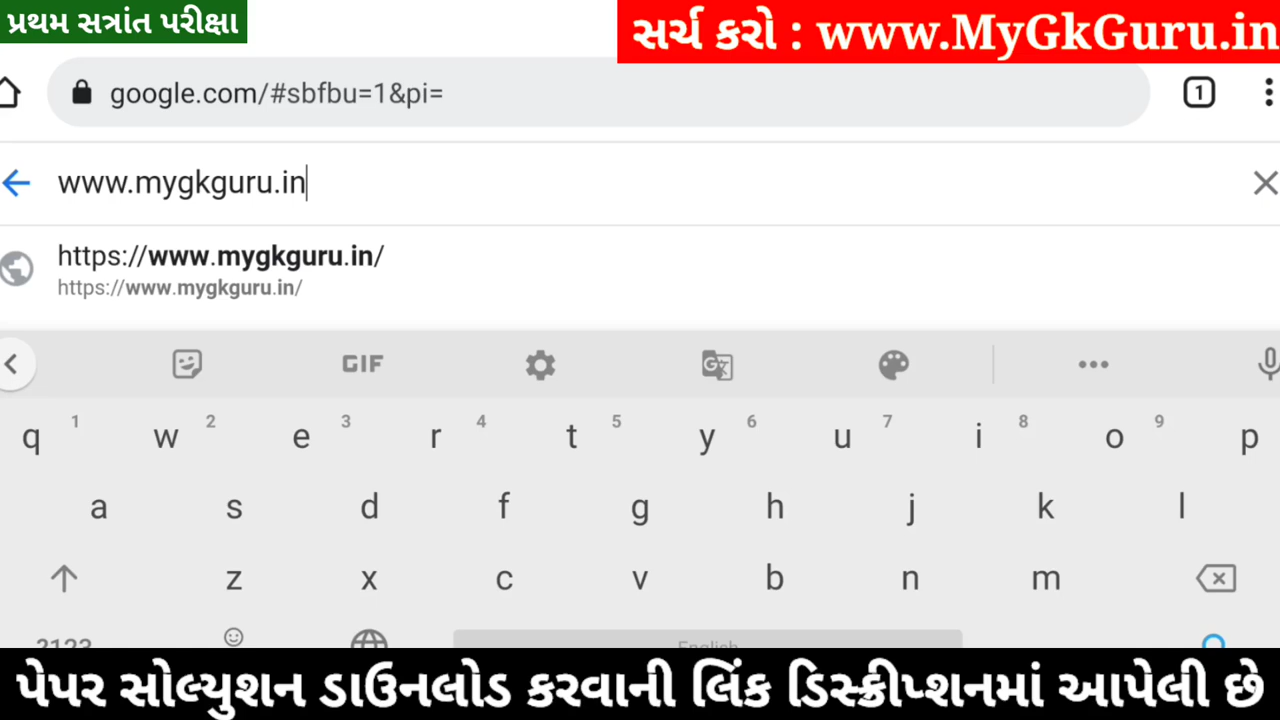 પ્રથમ સત્રાંત પરીક્ષા
સર્ચ કરો : www.MyGkGuru.in
google.com/#sbfbu=1&pi=
1
www.mygkguru.in
https://www.mygkguru.in/
https://www.mygkguru.in/
GIF
q 1 w 2 e 3 r 4 t 5 y 6 u 7 i 8 o 9 p
a s d f g h j k l
z x c v b n m
?123 English
પેપર સોલ્યુશન ડાઉનલોડ કરવાની લિંક ડિસ્ક્રીપ્શનમાં આપેલી છે